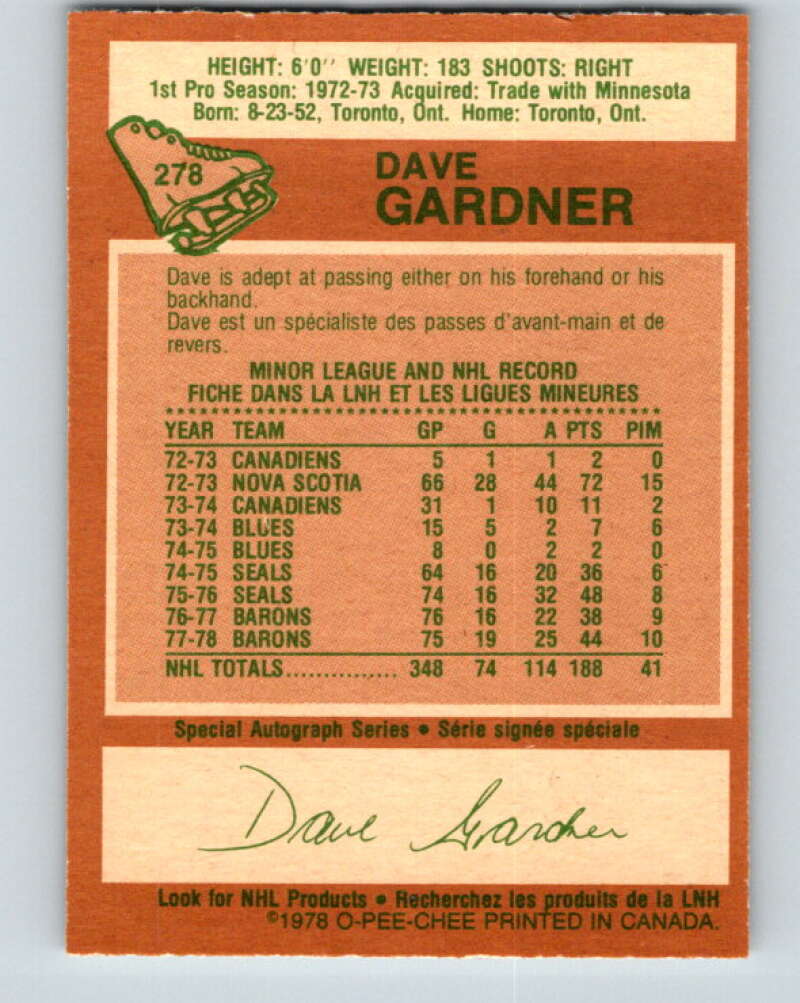 HEIGHT: 6'0'' WEIGHT: 183 SHOOTS: RIGHT
1st Pro Season: 1972-73 Acquired: Trade with Minnesota
Born: 8-23-52, Toronto, Ont. Home: Toronto, Ont.
278
DAVE
GARDNER
Dave is adept at passing either on his forehand or his
backhand.
Dave est un spécialiste des passes d'avant-main et de
revers.
MINOR LEAGUE AND NHL RECORD
FICHE DANS LA LNH ET LES LIGUES MINEURES
YEAR TEAM GP G A PTS PIM
72-73 CANADIENS 5 1 1 2 0
72-73 NOVA SCOTIA 66 28 44 72 15
73-74 CANADIENS 31 1 10 11 2
73-74 BLUES 15 5 2 7 6
74-75 BLUES 8 0 2 2 0
74-75 SEALS 64 16 20 36 6
75-76 SEALS 74 16 32 48 8
76-77 BARONS 76 16 22 38 9
77-78 BARONS 75 19 25 44 10
NHL TOTALS............... 348 74 114 188 41
Special Autograph Series • Série signée spéciale
Dave Gardner
Look for NHL Products • Recherchez les produits de la LNH
©1978 O-PEE-CHEE PRINTED IN CANADA.